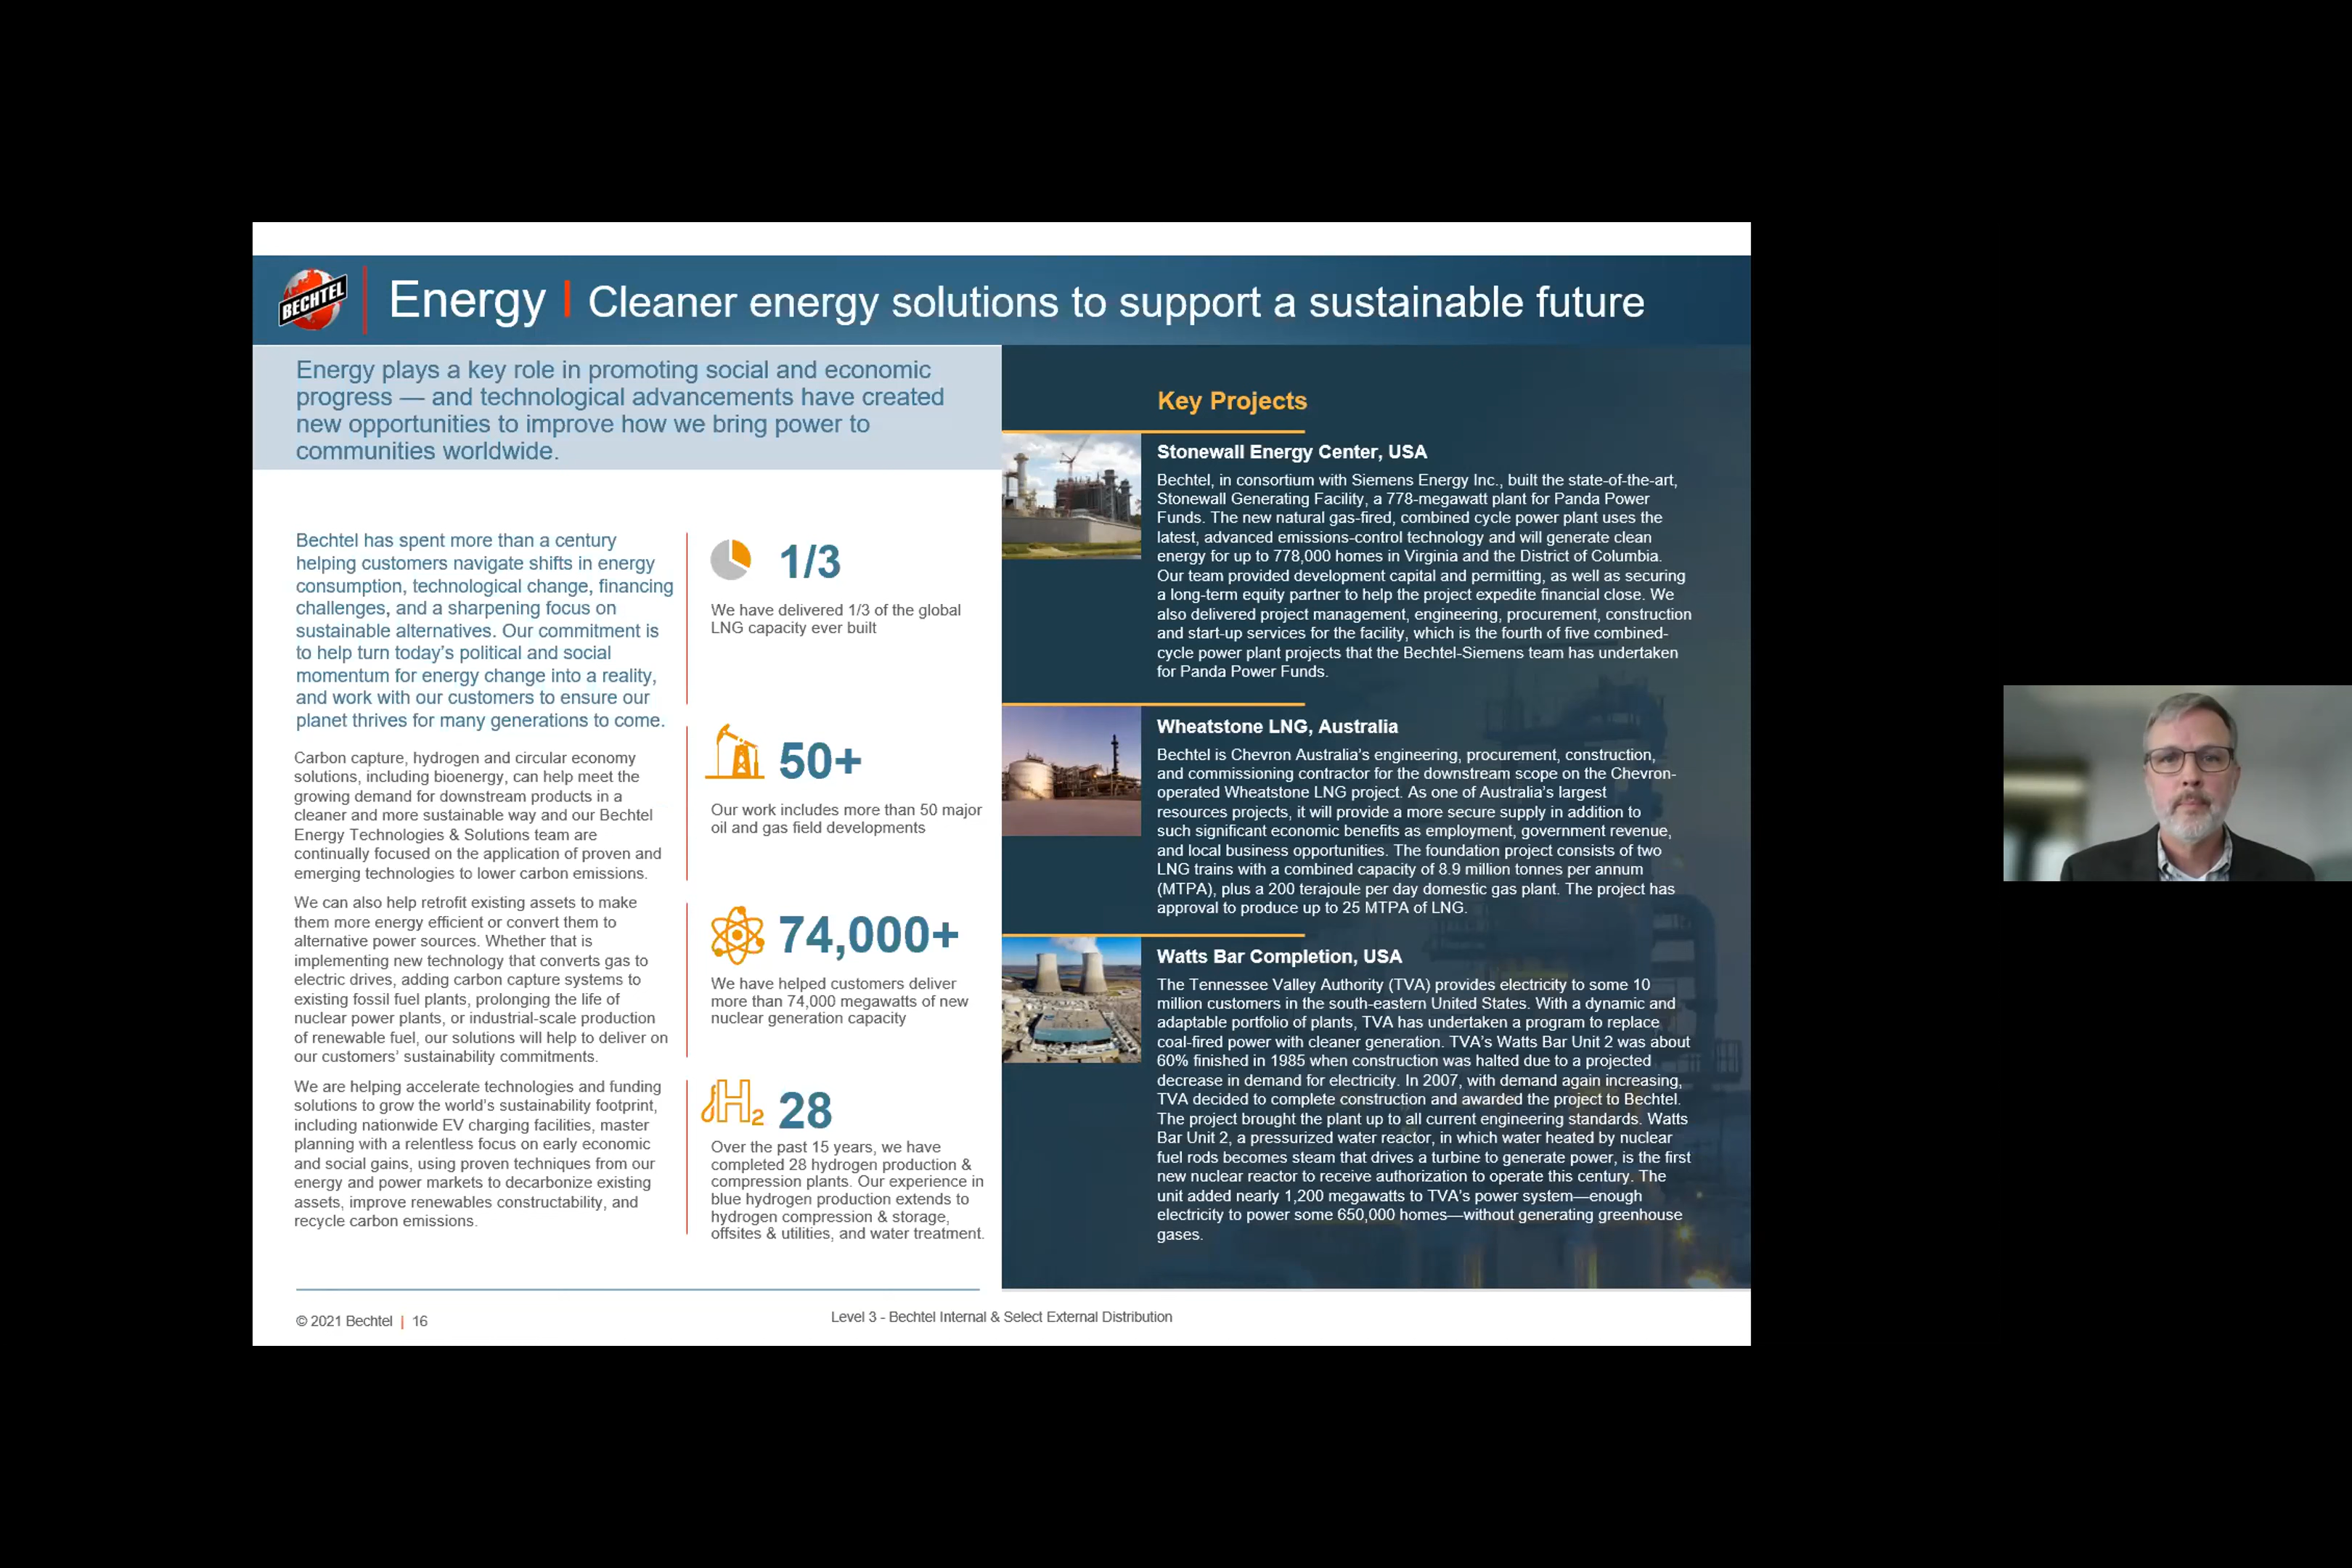 BECHTEL
Energy | Cleaner energy solutions to support a sustainable future
Energy plays a key role in promoting social and economic
progress — and technological advancements have created
new opportunities to improve how we bring power to
communities worldwide.
Bechtel has spent more than a century
helping customers navigate shifts in energy
consumption, technological change, financing
challenges, and a sharpening focus on
sustainable alternatives. Our commitment is
to help turn today's political and social
momentum for energy change into a reality,
and work with our customers to ensure our
planet thrives for many generations to come.
Carbon capture, hydrogen and circular economy
solutions, including bioenergy, can help meet the
growing demand for downstream products in a
cleaner and more sustainable way and our Bechtel
Energy Technologies & Solutions team are
continually focused on the application of proven and
emerging technologies to lower carbon emissions.
We can also help retrofit existing assets to make
them more energy efficient or convert them to
alternative power sources. Whether that is
implementing new technology that converts gas to
electric drives, adding carbon capture systems to
existing fossil fuel plants, prolonging the life of
nuclear power plants, or industrial-scale production
of renewable fuel, our solutions will help to deliver on
our customers' sustainability commitments.
We are helping accelerate technologies and funding
solutions to grow the world's sustainability footprint,
including nationwide EV charging facilities, master
planning with a relentless focus on early economic
and social gains, using proven techniques from our
energy and power markets to decarbonize existing
assets, improve renewables constructability, and
recycle carbon emissions.
1/3
We have delivered 1/3 of the global
LNG capacity ever built
50+
Our work includes more than 50 major
oil and gas field developments
74,000+
We have helped customers deliver
more than 74,000 megawatts of new
nuclear generation capacity
H2 28
Over the past 15 years, we have
completed 28 hydrogen production &
compression plants. Our experience in
blue hydrogen production extends to
hydrogen compression & storage,
offsites & utilities, and water treatment.
Key Projects
Stonewall Energy Center, USA
Bechtel, in consortium with Siemens Energy Inc., built the state-of-the-art,
Stonewall Generating Facility, a 778-megawatt plant for Panda Power
Funds. The new natural gas-fired, combined cycle power plant uses the
latest, advanced emissions-control technology and will generate clean
energy for up to 778,000 homes in Virginia and the District of Columbia.
Our team provided development capital and permitting, as well as securing
a long-term equity partner to help the project expedite financial close. We
also delivered project management, engineering, procurement, construction
and start-up services for the facility, which is the fourth of five combined-
cycle power plant projects that the Bechtel-Siemens team has undertaken
for Panda Power Funds.
Wheatstone LNG, Australia
Bechtel is Chevron Australia's engineering, procurement, construction,
and commissioning contractor for the downstream scope on the Chevron-
operated Wheatstone LNG project. As one of Australia's largest
resources projects, it will provide a more secure supply in addition to
such significant economic benefits as employment, government revenue,
and local business opportunities. The foundation project consists of two
LNG trains with a combined capacity of 8.9 million tonnes per annum
(MTPA), plus a 200 terajoule per day domestic gas plant. The project has
approval to produce up to 25 MTPA of LNG.
Watts Bar Completion, USA
The Tennessee Valley Authority (TVA) provides electricity to some 10
million customers in the south-eastern United States. With a dynamic and
adaptable portfolio of plants, TVA has undertaken a program to replace
coal-fired power with cleaner generation. TVA's Watts Bar Unit 2 was about
60% finished in 1985 when construction was halted due to a projected
decrease in demand for electricity. In 2007, with demand again increasing,
TVA decided to complete construction and awarded the project to Bechtel.
The project brought the plant up to all current engineering standards. Watts
Bar Unit 2, a pressurized water reactor, in which water heated by nuclear
fuel rods becomes steam that drives a turbine to generate power, is the first
new nuclear reactor to receive authorization to operate this century. The
unit added nearly 1,200 megawatts to TVA's power system—enough
electricity to power some 650,000 homes—without generating greenhouse
gases.
© 2021 Bechtel | 16
Level 3 - Bechtel Internal & Select External Distribution